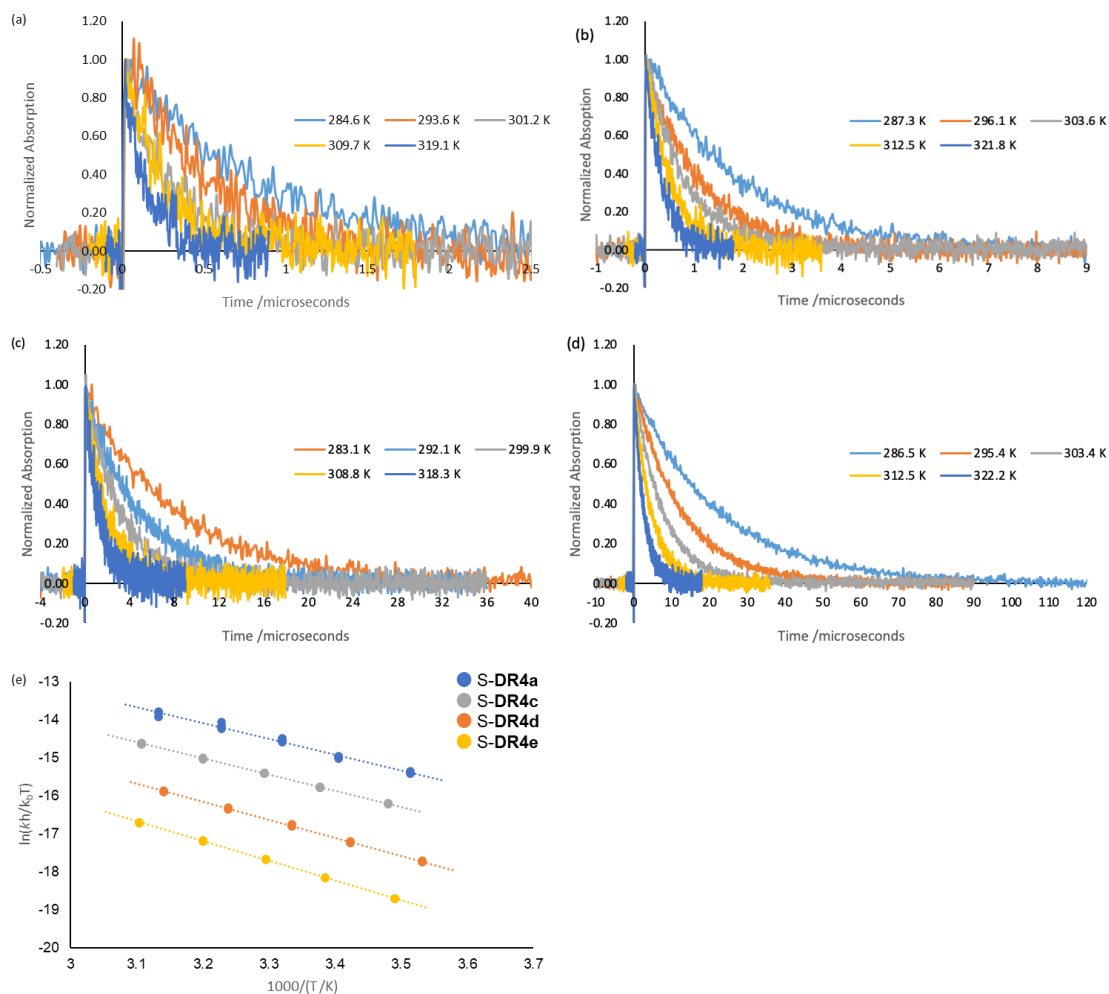 (a)
1.20
1.00
0.80
0.60
0.40
0.20
0.00
-0.20
Normalized Absorption
284.6 K 293.6 K 301.2 K
309.7 K 319.1 K
-0.5 0 0.5 1 1.5 2 2.5
Time /microseconds
(b)
1.20
1.00
0.80
0.60
0.40
0.20
0.00
-0.20
Normalized Absoption
287.3 K 296.1 K 303.6 K
312.5 K 321.8 K
-1 0 1 2 3 4 5 6 7 8 9
Time /microseconds
(c)
1.20
1.00
0.80
0.60
0.40
0.20
0.00
-0.20
Normalized Absorption
283.1 K 292.1 K 299.9 K
308.8 K 318.3 K
-4 0 4 8 12 16 20 24 28 32 36 40
Time /microseconds
(d)
1.20
1.00
0.80
0.60
0.40
0.20
0.00
-0.20
Normalized Absorption
286.5 K 295.4 K 303.4 K
312.5 K 322.2 K
-10 0 10 20 30 40 50 60 70 80 90 100 110 120
Time /microseconds
(e)
-13
-14
-15
-16
-17
-18
-19
-20
ln(kh/kbT)
S-DR4a
S-DR4c
S-DR4d
S-DR4e
3 3.1 3.2 3.3 3.4 3.5 3.6 3.7
1000/(T/K)